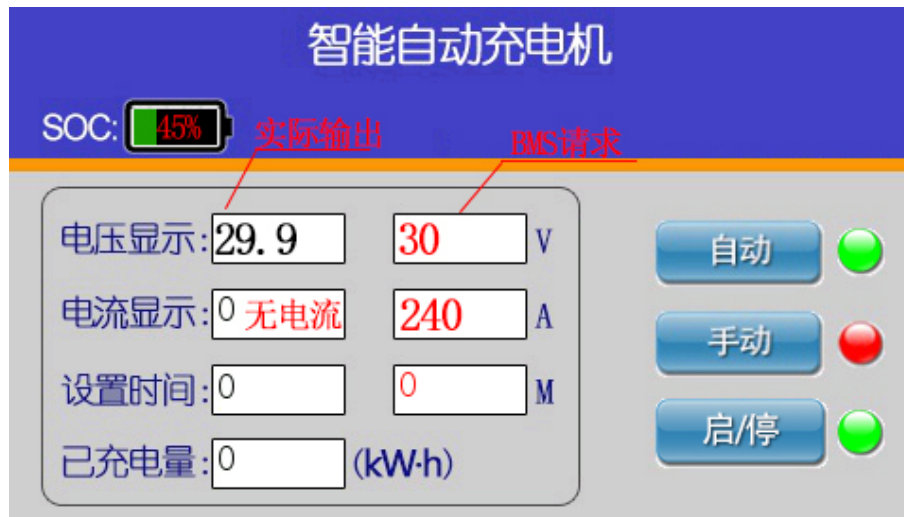 智能自动充电机
SOC: 45% 实际输出 BMS请求
电压显示: 29.9 30 V 自动
电流显示: 0 无电流 240 A 手动
设置时间: 0 0 M 启/停
已充电量: 0 (kW·h)